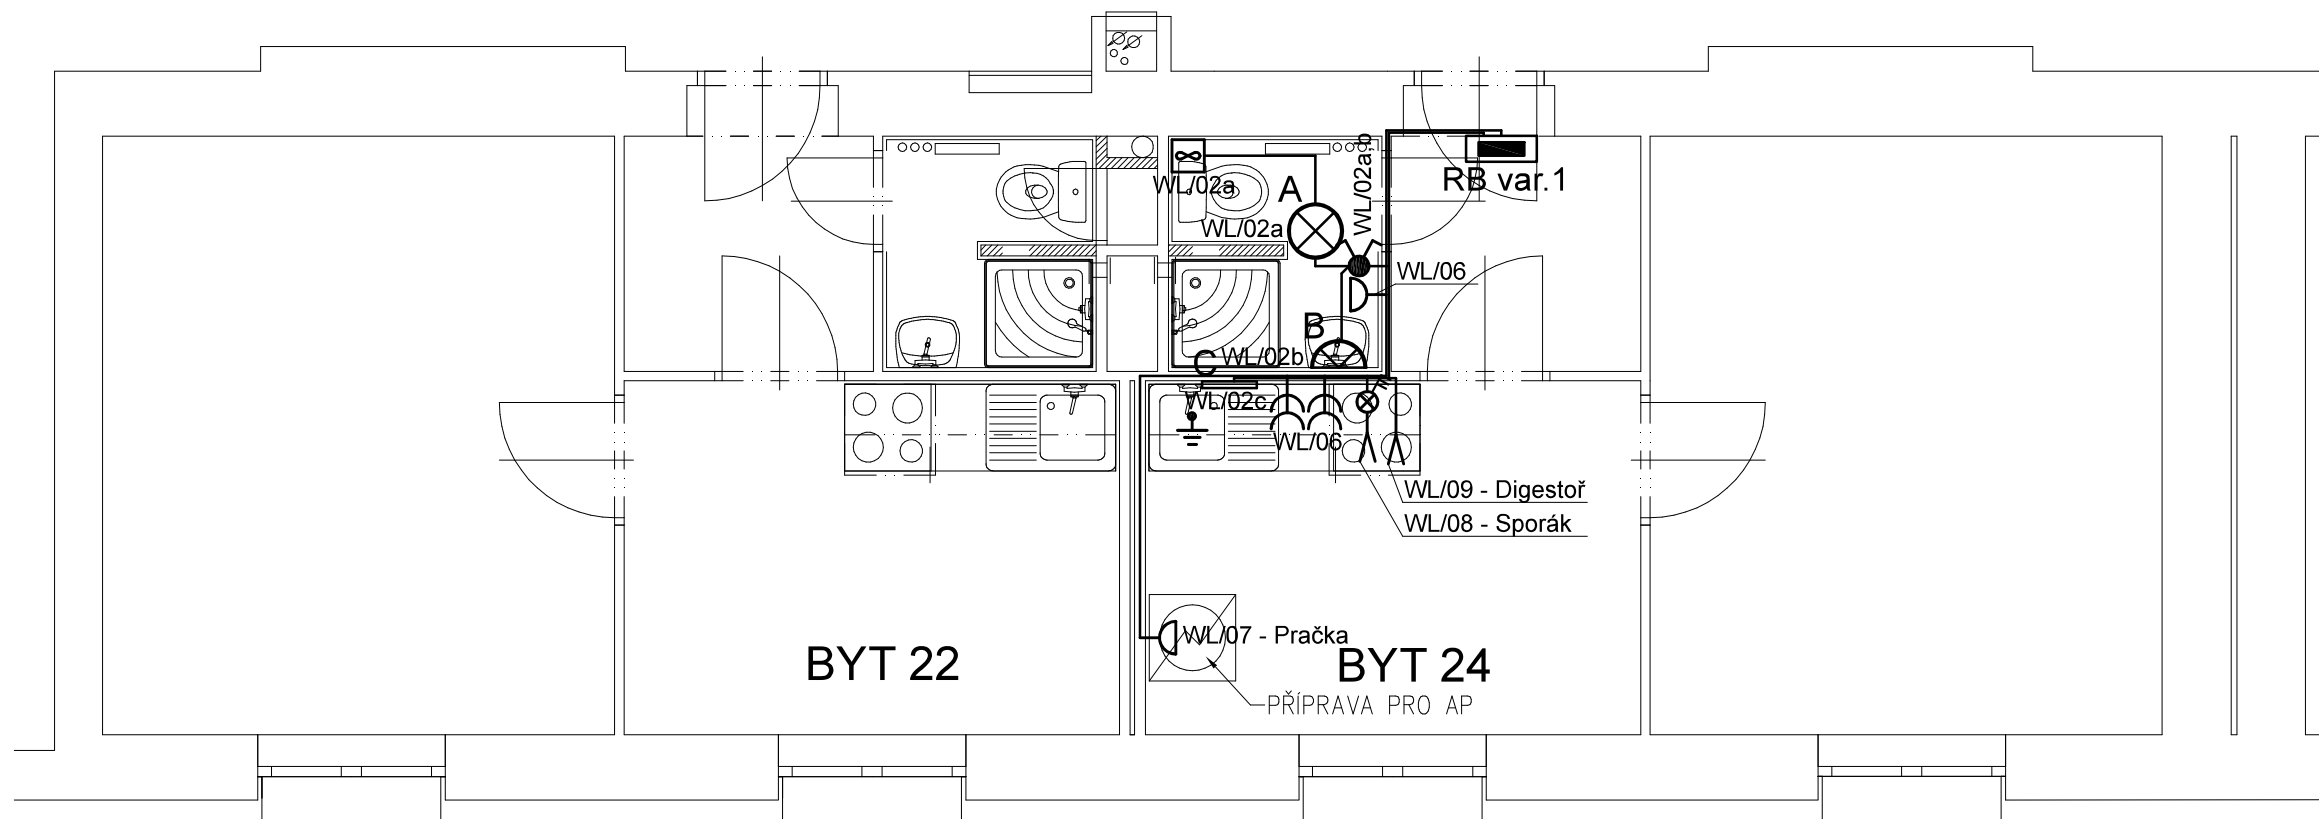 WL/02a
A
WL/02a
WL/02a,b
RB var.1
WL/06
B
C
WL/02b
WL/02c
WL/06
WL/09 - Digestoř
WL/08 - Sporák
WL/07 - Pračka
BYT 22
BYT 24
PŘÍPRAVA PRO AP